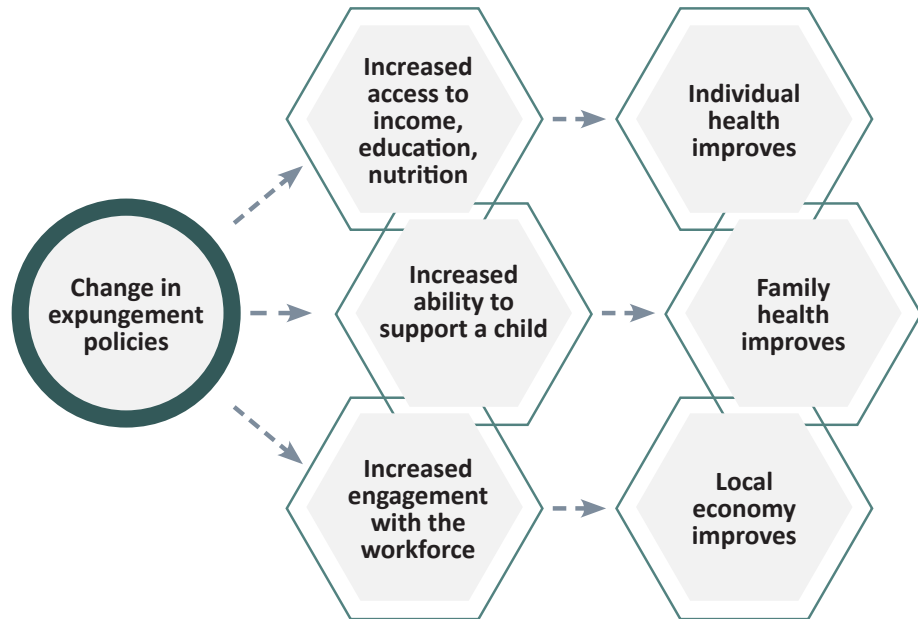 Change in
expungement
policies
Increased
access to
income,
education,
nutrition
Individual
health
improves
Increased
ability to
support a child
Family
health
improves
Increased
engagement
with the
workforce
Local
economy
improves